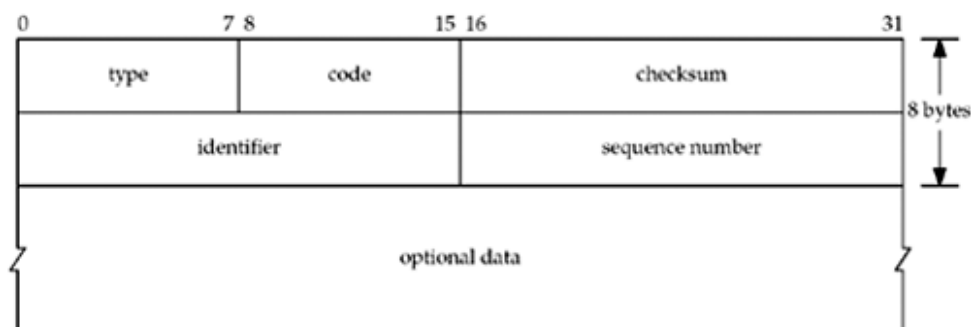 0 7 8 15 16 31
type code checksum
8 bytes
identifier sequence number
optional data